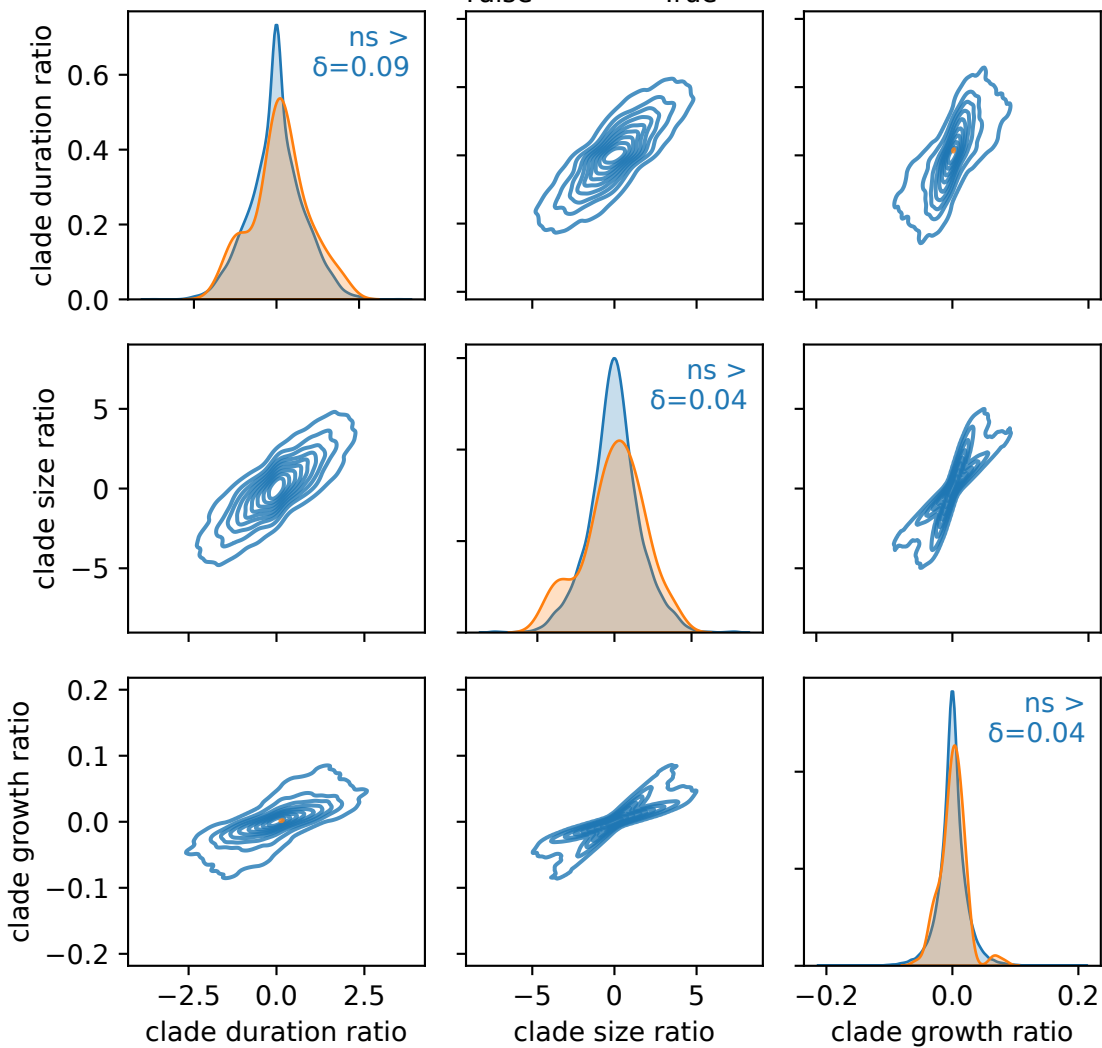 clade duration ratio
0.6
0.4
0.2
0.0
ns >
δ=0.09
clade size ratio
5
0
−5
ns >
δ=0.04
clade growth ratio
0.2
0.1
0.0
−0.1
−0.2
ns >
δ=0.04
−2.5 0.0 2.5
−5 0 5
−0.2 0.0 0.2
clade duration ratio
clade size ratio
clade growth ratio